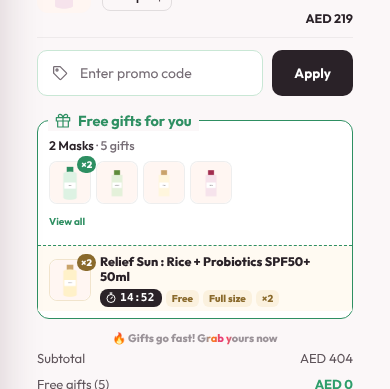 AED 219
Enter promo code
Apply
Free gifts for you
2 Masks · 5 gifts
×2
View all
×2
Relief Sun : Rice + Probiotics SPF50+
50ml
14:52
Free
Full size
×2
🔥 Gifts go fast! Grab yours now
Subtotal
AED 404
Free gifts (5)
AED 0